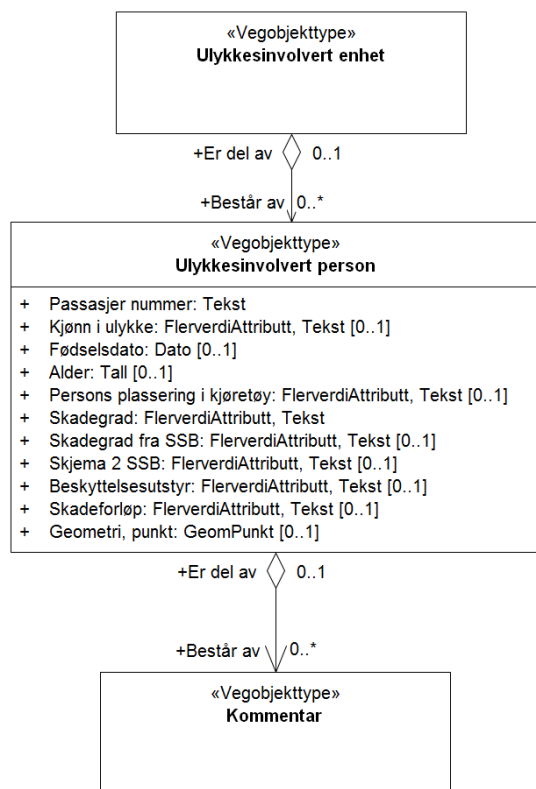 «Vegobjekttype»
Ulykkesinvolvert enhet
+Er del av 0..1
+Består av 0..*
«Vegobjekttype»
Ulykkesinvolvert person
+ Passasjer nummer: Tekst
+ Kjønn i ulykke: FlerverdiAttributt, Tekst [0..1]
+ Fødselsdato: Dato [0..1]
+ Alder: Tall [0..1]
+ Persons plassering i kjøretøy: FlerverdiAttributt, Tekst [0..1]
+ Skadegrad: FlerverdiAttributt, Tekst
+ Skadegrad fra SSB: FlerverdiAttributt, Tekst [0..1]
+ Skjema 2 SSB: FlerverdiAttributt, Tekst [0..1]
+ Beskyttelsesutstyr: FlerverdiAttributt, Tekst [0..1]
+ Skadeforløp: FlerverdiAttributt, Tekst [0..1]
+ Geometri, punkt: GeomPunkt [0..1]
+Er del av 0..1
+Består av 0..*
«Vegobjekttype»
Kommentar